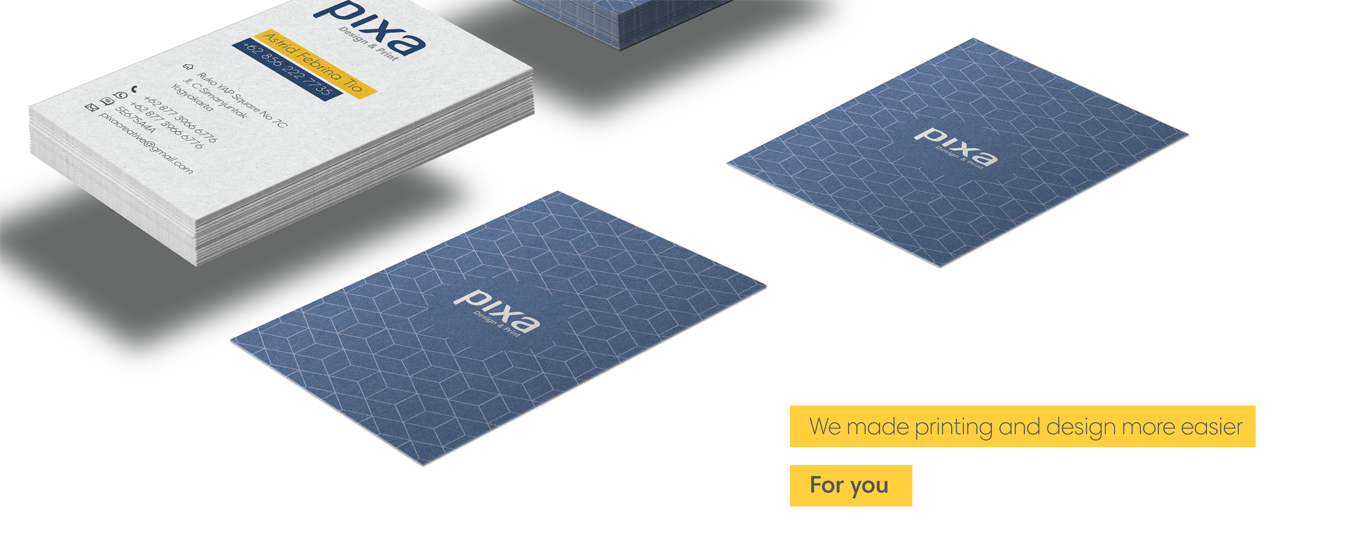 pixa
Design & Print
Astrid Febrina Tio
+62 856 222 7735
Ruko YAP Square No 7C
Jl. C Simanjuntak
Yogyakarta
+62 877 3966 6776
+62 877 3966 6776
5E675A4A
pixacreative@gmail.com
pixa
Design & Print
pixa
Design & Print
We made printing and design more easier
For you